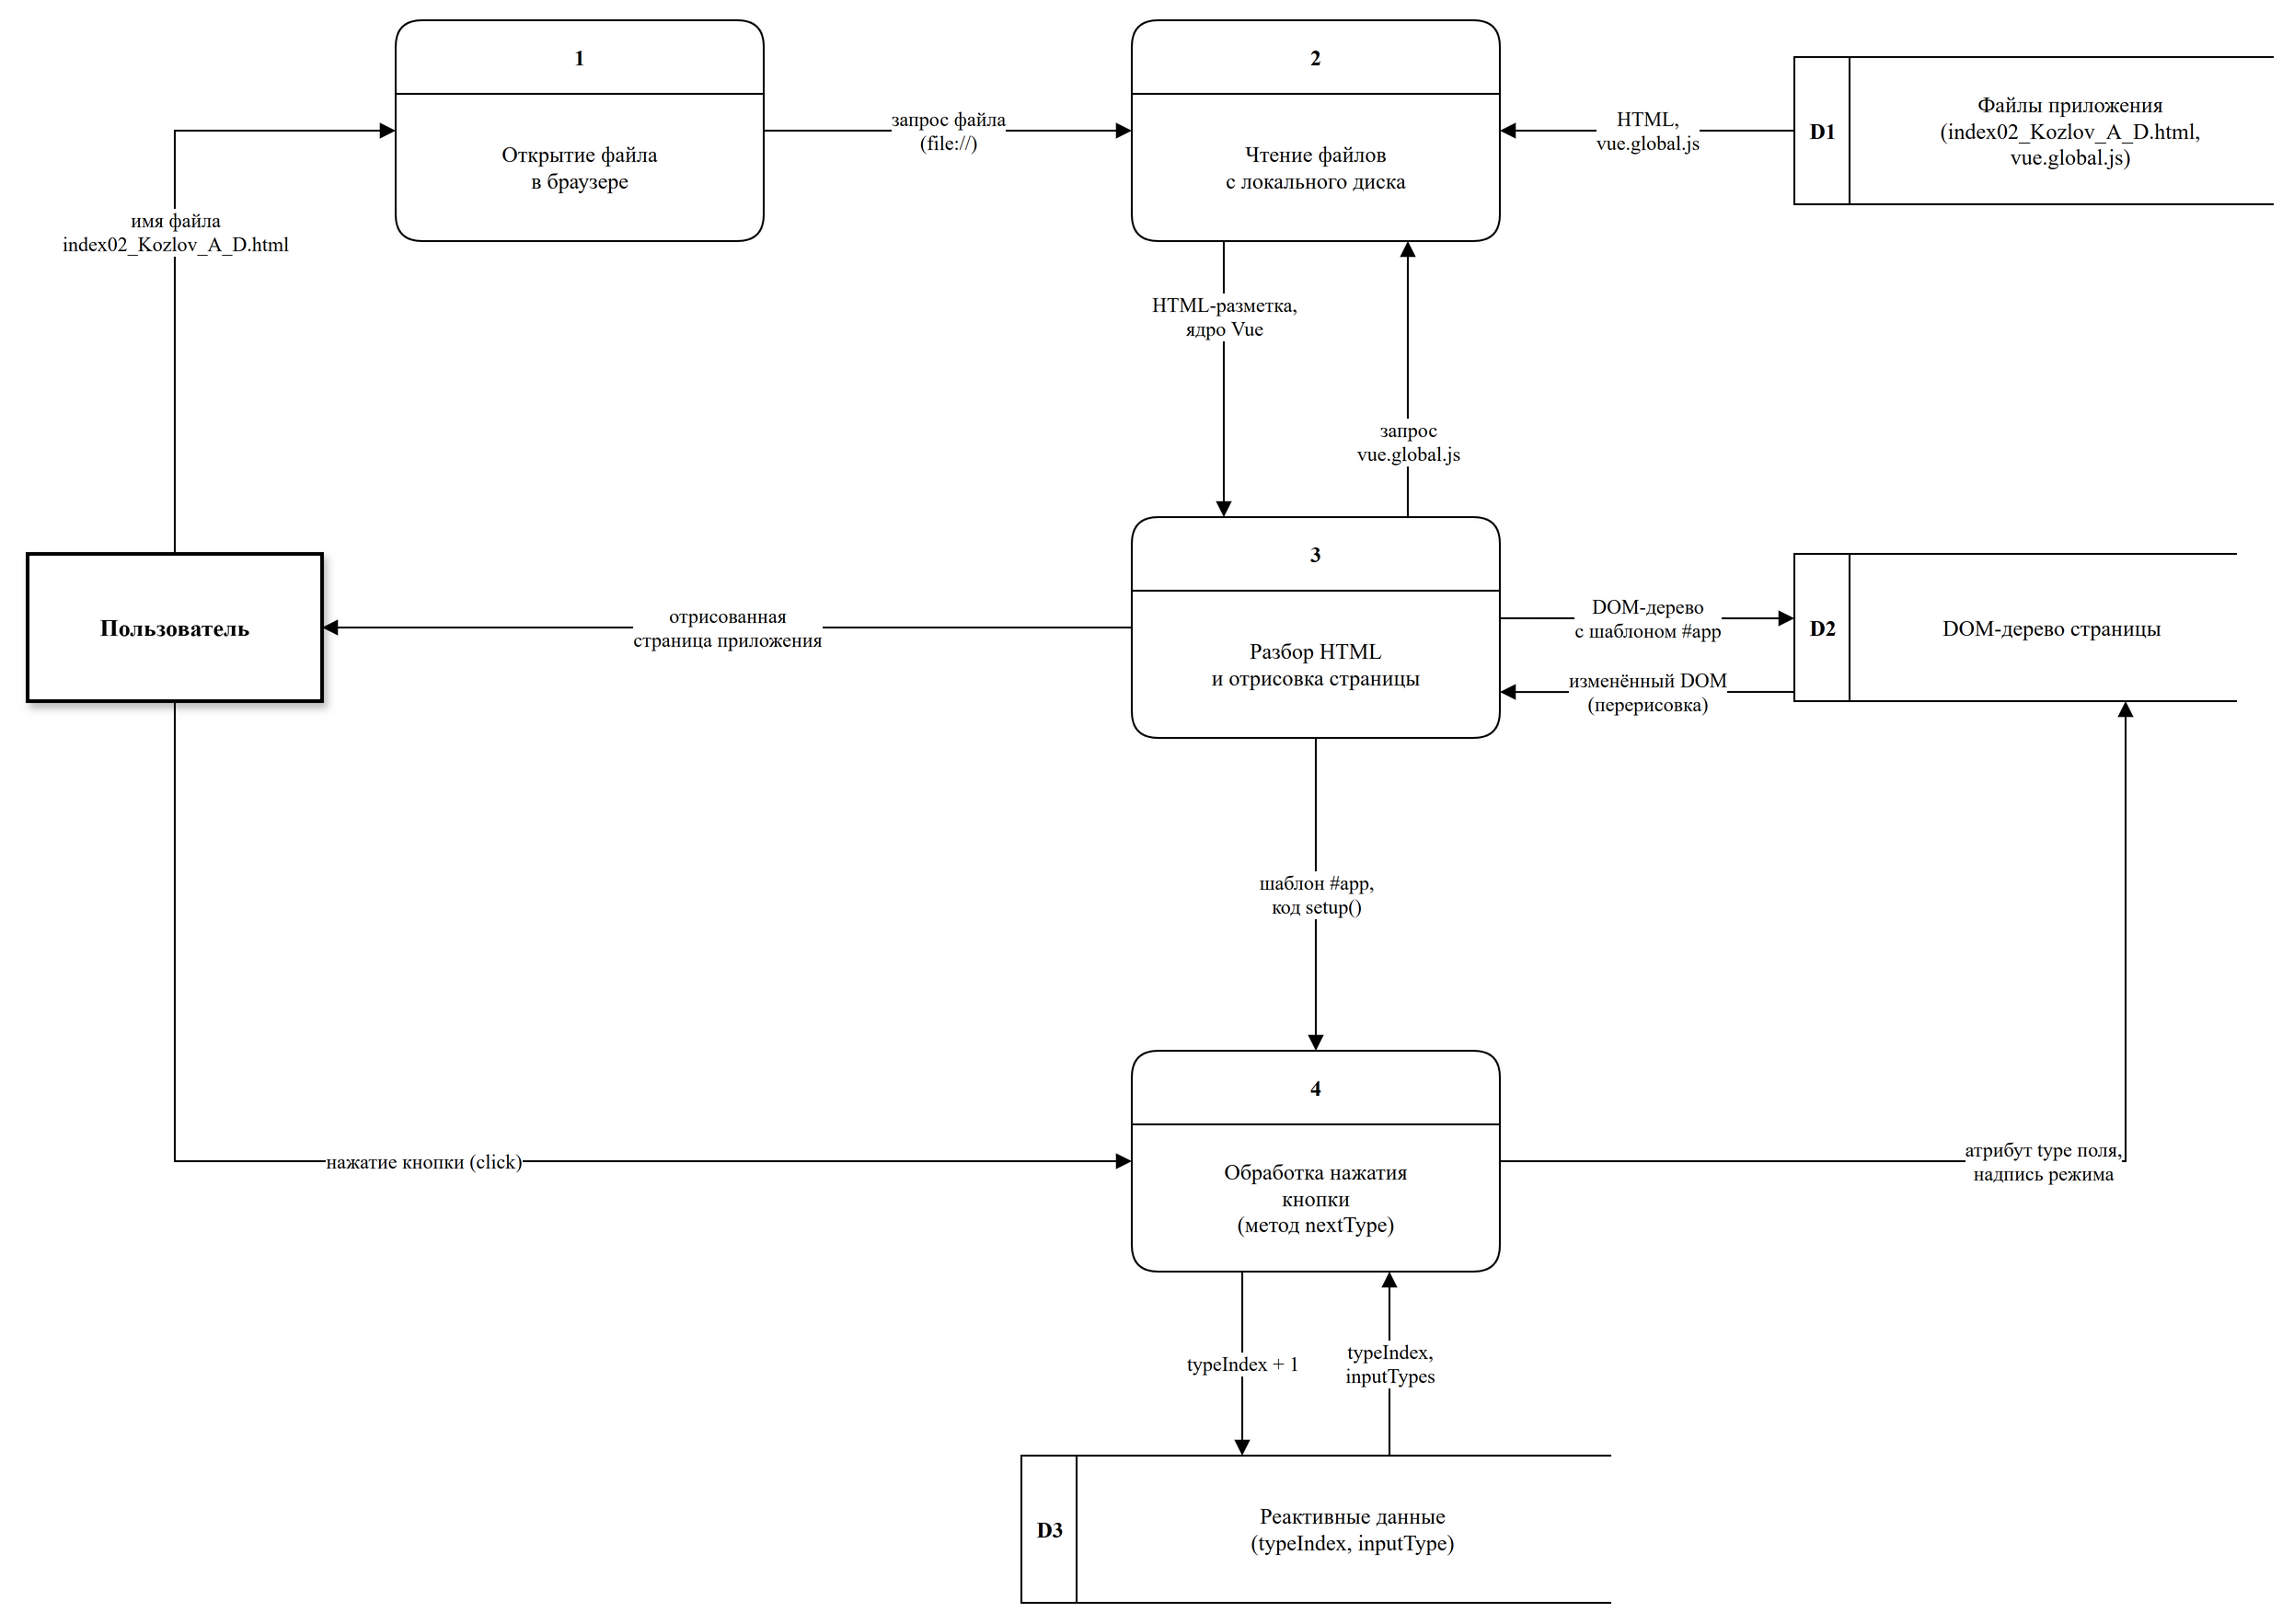 1
Открытие файла
в браузере
запрос файла
(file://)
2
Чтение файлов
с локального диска
HTML,
vue.global.js
D1
Файлы приложения
(index02_Kozlov_A_D.html,
vue.global.js)
имя файла
index02_Kozlov_A_D.html
HTML-разметка,
ядро Vue
запрос
vue.global.js
Пользователь
отрисованная
страница приложения
3
Разбор HTML
и отрисовка страницы
DOM-дерево
с шаблоном #app
изменённый DOM
(перерисовка)
D2
DOM-дерево страницы
шаблон #app,
код setup()
нажатие кнопки (click)
4
Обработка нажатия
кнопки
(метод nextType)
атрибут type поля,
надпись режима
typeIndex + 1
typeIndex,
inputTypes
D3
Реактивные данные
(typeIndex, inputType)